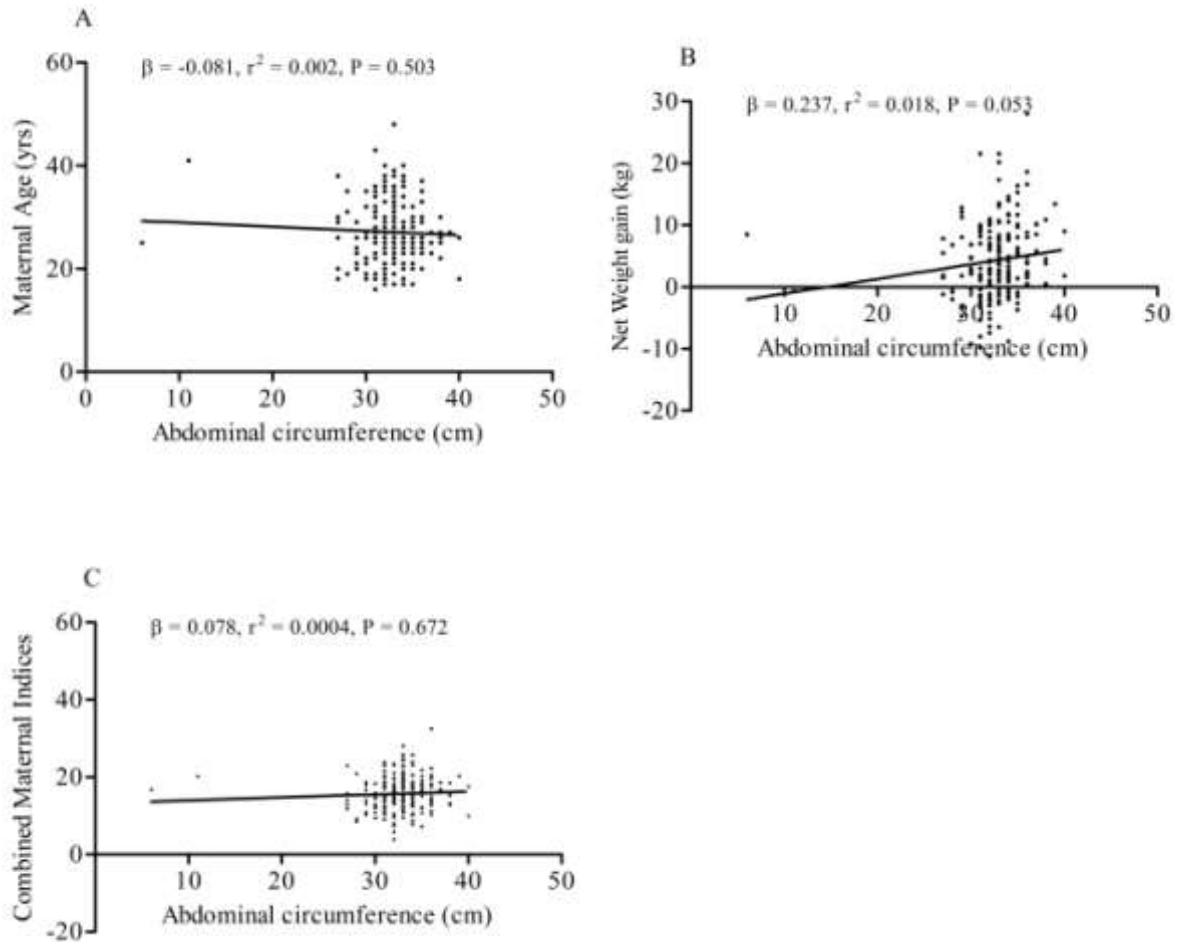 A
β = -0.081, r² = 0.002, P = 0.503
60
40
20
0
0 10 20 30 40 50
Maternal Age (yrs)
Abdominal circumference (cm)
B
β = 0.237, r² = 0.018, P = 0.053
30
20
10
0
-10
-20
10 20 30 40 50
Net Weight gain (kg)
Abdominal circumference (cm)
C
β = 0.078, r² = 0.0004, P = 0.672
60
40
20
0
-20
10 20 30 40 50
Combined Maternal Indices
Abdominal circumference (cm)